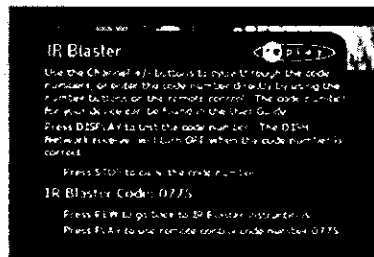 IR Blaster
Use the Channel +/- buttons to move through the code
numbers, or enter the code number directly by using the
number buttons on the remote control. The code number
for your device can be found in the User Guide.
Press DISPLAY to test the code number. The DISH
Network receiver will turn OFF when the code number is
correct.
Press STOP to the code number.
IR Blaster Code: 0775
Press REW to go back to IR Blaster instructions.
Press PLAY to use remote control code number 0775